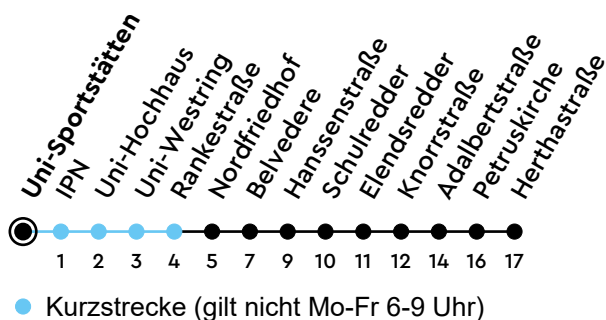 Uni-Sportstätten
IPN
Uni-Hochhaus
Uni-Westring
Rankestraße
Nordfriedhof
Belvedere
Hanssenstraße
Schulredder
Elendsredder
Knorrstraße
Adalbertstraße
Petruskirche
Herthastraße
1 2 3 4 5 7 9 10 11 12 14 16 17
Kurzstrecke (gilt nicht Mo-Fr 6-9 Uhr)